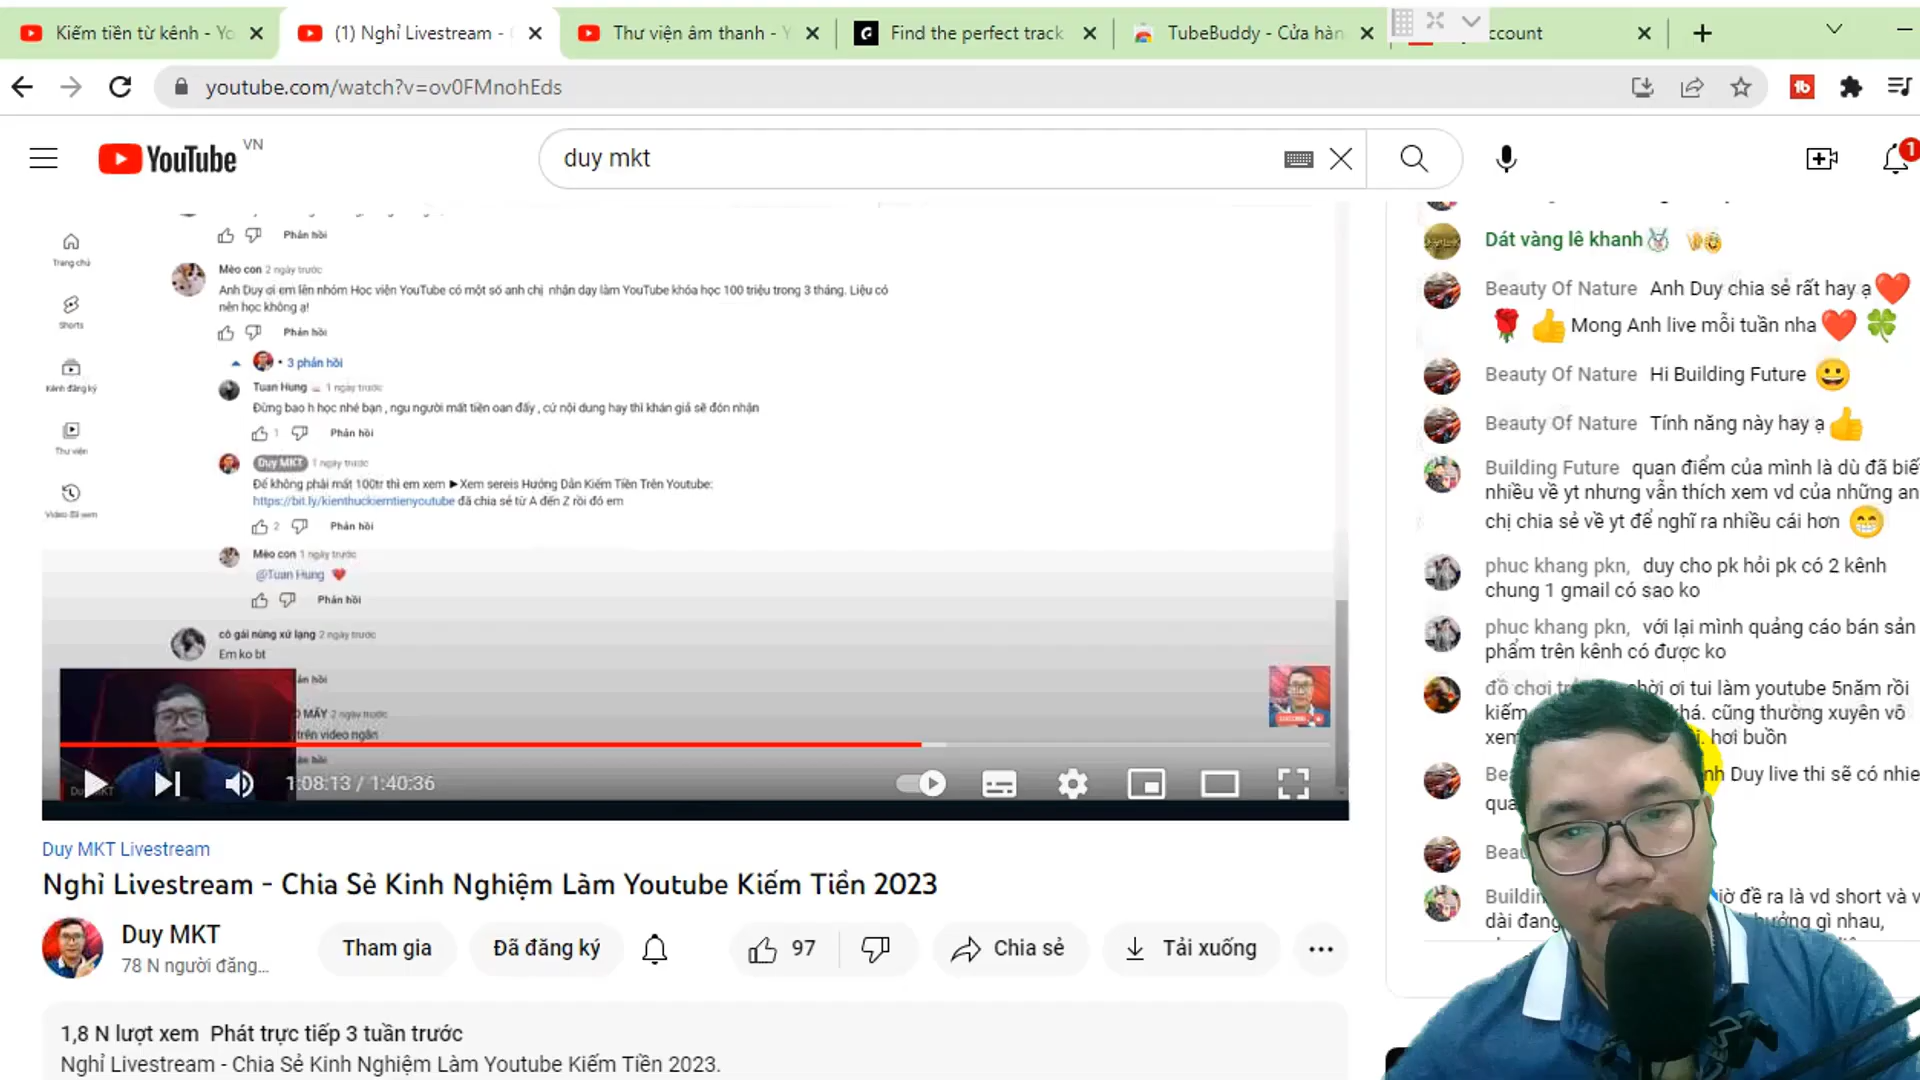 Kiếm tiền từ kênh - Yo
(1) Nghỉ Livestream -
Thư viện âm thanh - Y
Find the perfect track
TubeBuddy - Cửa hàn
ccount
youtube.com/watch?v=ov0FMnohEds
YouTube VN
duy mkt
1
Trang chủ
Shorts
Kênh đăng ký
Thư viện
Video đã xem
Phản hồi
Mèo con 2 ngày trước
Anh Duy ơi em lên nhóm Học viện YouTube có một số anh chị nhận dạy làm YouTube khóa học 100 triệu trong 3 tháng. Liệu có
nên học không ạ!
Phản hồi
3 phản hồi
Tuan Hung 1 ngày trước
Đừng bao h học nhé bạn , ngu người mất tiền oan đấy , cứ nội dung hay thì khán giả sẽ đón nhận
1 Phản hồi
Duy MKT 1 ngày trước
Để không phải mất 100tr thì em xem ►Xem sereis Hướng Dẫn Kiếm Tiền Trên Youtube:
https://bit.ly/kienthuckiemtienyoutube đã chia sẻ từ A đến Z rồi đó em
2 Phản hồi
Mèo con 1 ngày trước
@Tuan Hung ❤️
Phản hồi
cô gái nùng xứ lạng 2 ngày trước
Em ko bt
ản hồi
MẤY 2 ngày trước
trên video ngắn
ản hồi
1:08:13 / 1:40:36
Duy MKT Livestream
Nghỉ Livestream - Chia Sẻ Kinh Nghiệm Làm Youtube Kiếm Tiền 2023
Duy MKT
78 N người đăng...
Tham gia
Đã đăng ký
97
Chia sẻ
Tải xuống
1,8 N lượt xem Phát trực tiếp 3 tuần trước
Nghỉ Livestream - Chia Sẻ Kinh Nghiệm Làm Youtube Kiếm Tiền 2023.
Dát vàng lê khanh
Beauty Of Nature Anh Duy chia sẻ rất hay ạ❤️
🌹👍Mong Anh live mỗi tuần nha❤️🍀
Beauty Of Nature Hi Building Future 😀
Beauty Of Nature Tính năng này hay ạ👍
Building Future quan điểm của mình là dù đã biế
nhiều về yt nhưng vẫn thích xem vd của những an
chị chia sẻ về yt để nghĩ ra nhiều cái hơn 😁
phuc khang pkn, duy cho pk hỏi pk có 2 kênh
chung 1 gmail có sao ko
phuc khang pkn, với lại mình quảng cáo bán sản
phẩm trên kênh có được ko
đồ chơi tr hời ơi tui làm youtube 5năm rồi
kiếm khá. cũng thường xuyên vô
xem i. hơi buồn
Bea nh Duy live thi sẽ có nhie
qua
Beau
Buildin iờ đề ra là vd short và v
dài đang hưởng gì nhau,